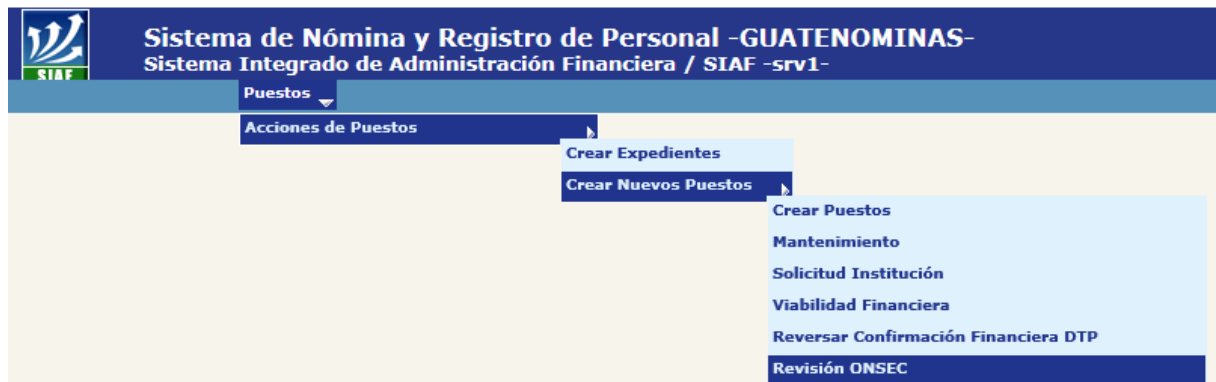 Sistema de Nómina y Registro de Personal -GUATENOMINAS-
SIAF
Sistema Integrado de Administración Financiera / SIAF -srv1-
Puestos
Acciones de Puestos
Crear Expedientes
Crear Nuevos Puestos
Crear Puestos
Mantenimiento
Solicitud Institución
Viabilidad Financiera
Reversar Confirmación Financiera DTP
Revisión ONSEC